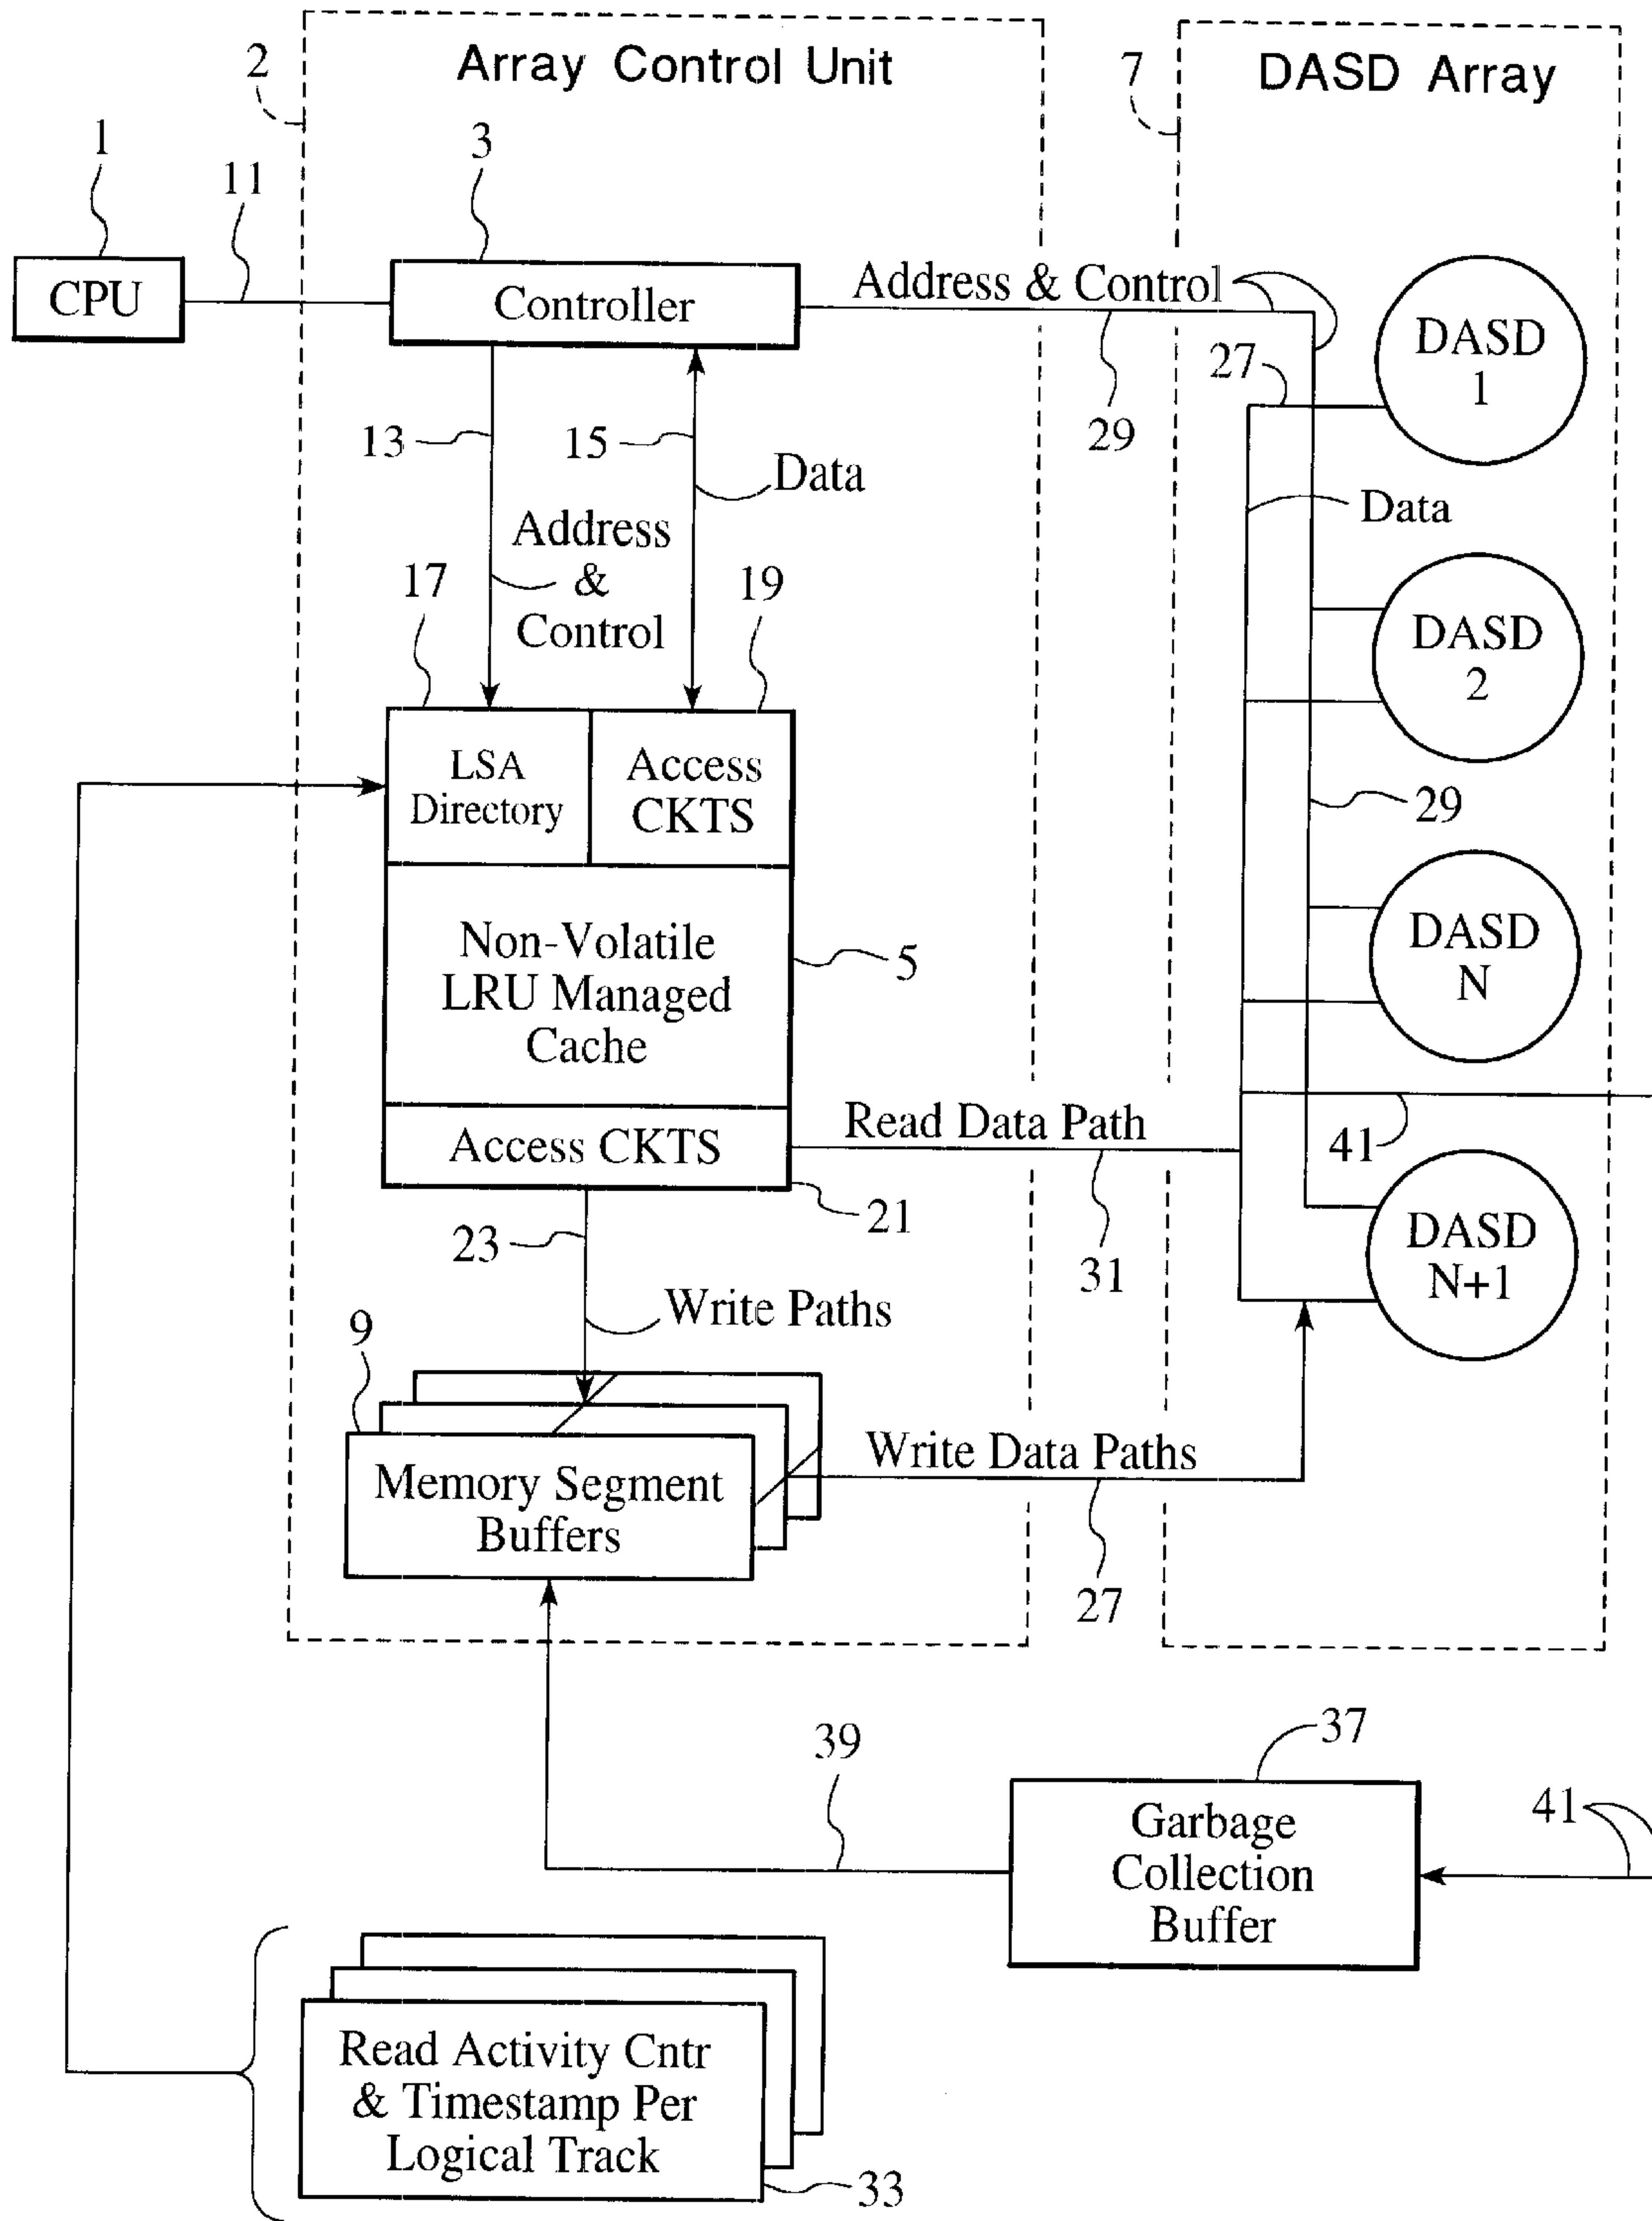 2
Array Control Unit
7
DASD Array
1
11
3
CPU
Controller
Address & Control
29
DASD
1
27
13
15
Data
Data
Address
&
Control
17
19
DASD
2
LSA
Directory
Access
CKTS
29
Non-Volatile
LRU Managed
Cache
5
DASD
N
Access CKTS
Read Data Path
41
21
31
DASD
N+1
23
Write Paths
9
Memory Segment
Buffers
Write Data Paths
27
39
37
Garbage
Collection
Buffer
41
Read Activity Cntr
& Timestamp Per
Logical Track
33